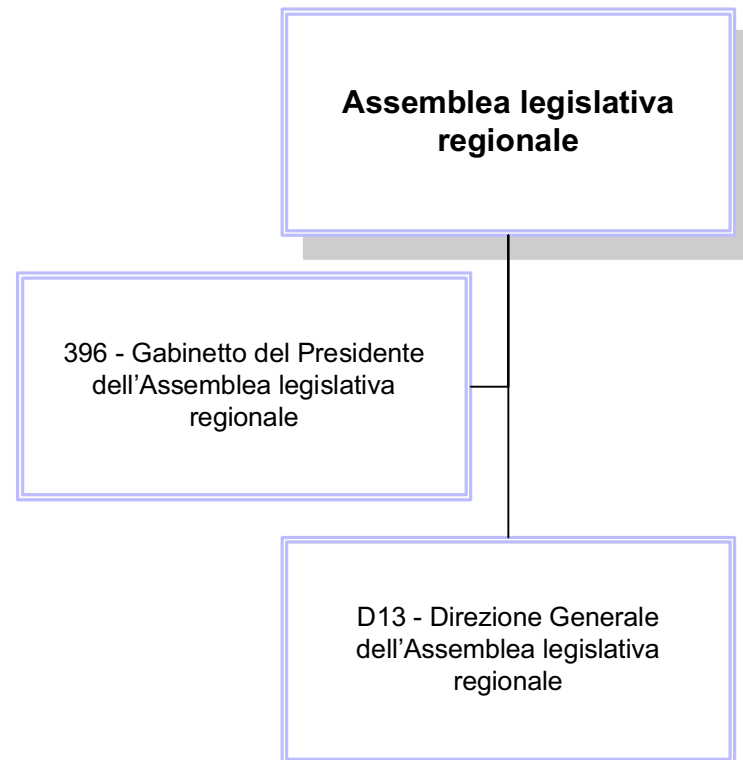 Assemblea legislativa
regionale
396 - Gabinetto del Presidente
dell’Assemblea legislativa
regionale
D13 - Direzione Generale
dell’Assemblea legislativa
regionale